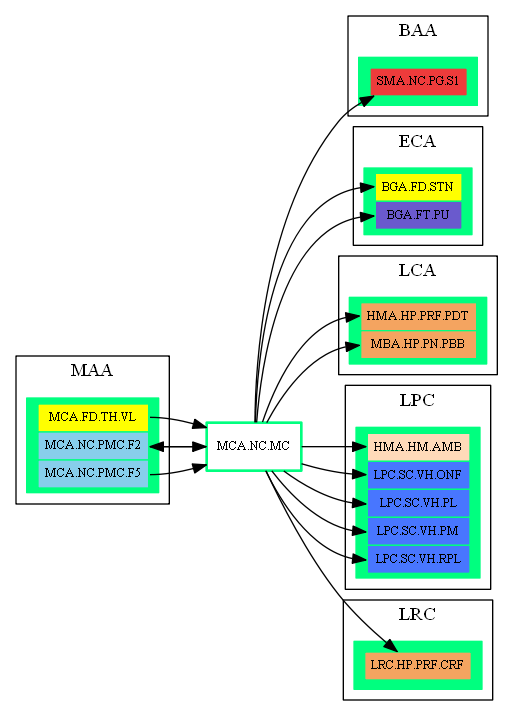 BAA
SMA.NC.PG.S1
ECA
BGA.FD.STN
BGA.FT.PU
LCA
HMA.HP.PRF.PDT
MBA.HP.PN.PBB
MAA
MCA.FD.TH.VL
MCA.NC.PMC.F2
MCA.NC.PMC.F5
MCA.NC.MC
LPC
HMA.HM.AMB
LPC.SC.VH.ONF
LPC.SC.VH.PL
LPC.SC.VH.PM
LPC.SC.VH.RPL
LRC
LRC.HP.PRF.CRF